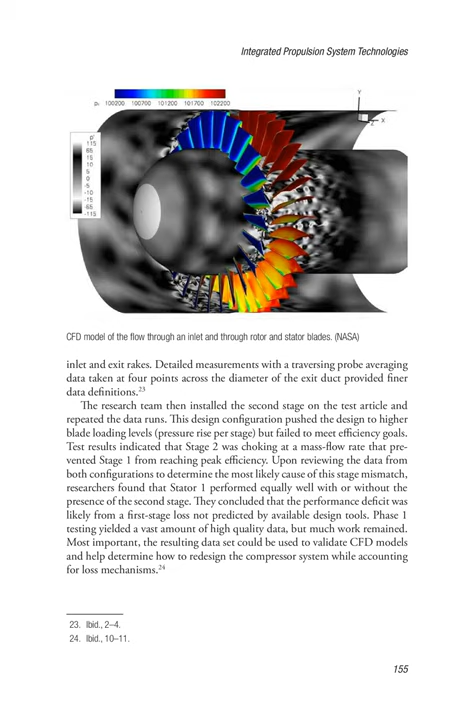 Integrated Propulsion System Technologies
p₀ 100200 100700 101200 101700 102200
Y
X
Z
p'
115
65
15
10
5
0
-5
-10
-15
-65
-115
CFD model of the flow through an inlet and through rotor and stator blades. (NASA)
inlet and exit rakes. Detailed measurements with a traversing probe averaging
data taken at four points across the diameter of the exit duct provided finer
data definitions.23
The research team then installed the second stage on the test article and
repeated the data runs. This design configuration pushed the design to higher
blade loading levels (pressure rise per stage) but failed to meet efficiency goals.
Test results indicated that Stage 2 was choking at a mass-flow rate that pre-
vented Stage 1 from reaching peak efficiency. Upon reviewing the data from
both configurations to determine the most likely cause of this stage mismatch,
researchers found that Stator 1 performed equally well with or without the
presence of the second stage. They concluded that the performance deficit was
likely from a first-stage loss not predicted by available design tools. Phase 1
testing yielded a vast amount of high quality data, but much work remained.
Most important, the resulting data set could be used to validate CFD models
and help determine how to redesign the compressor system while accounting
for loss mechanisms.24
23. Ibid., 2–4.
24. Ibid., 10–11.
155